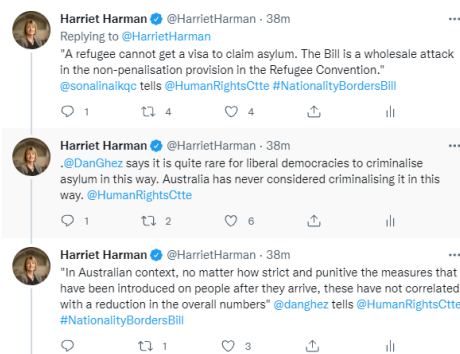 Harriet Harman @HarrietHarman · 38m
Replying to @HarrietHarman
"A refugee cannot get a visa to claim asylum. The Bill is a wholesale attack
in the non-penalisation provision in the Refugee Convention."
@sonalinaikqc tells @HumanRightsCtte #NationalityBordersBill
1 4 4
Harriet Harman @HarrietHarman · 38m
.@DanGhez says it is quite rare for liberal democracies to criminalise
asylum in this way. Australia has never considered criminalising it in this
way. @HumanRightsCtte
1 2 6
Harriet Harman @HarrietHarman · 38m
"In Australian context, no matter how strict and punitive the measures that
have been introduced on people after they arrive, these have not correlated
with a reduction in the overall numbers" @danghez tells @HumanRightsCtte
#NationalityBordersBill
1 3